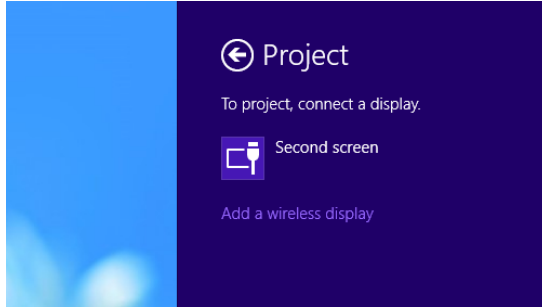 Project
To project, connect a display.
Second screen
Add a wireless display